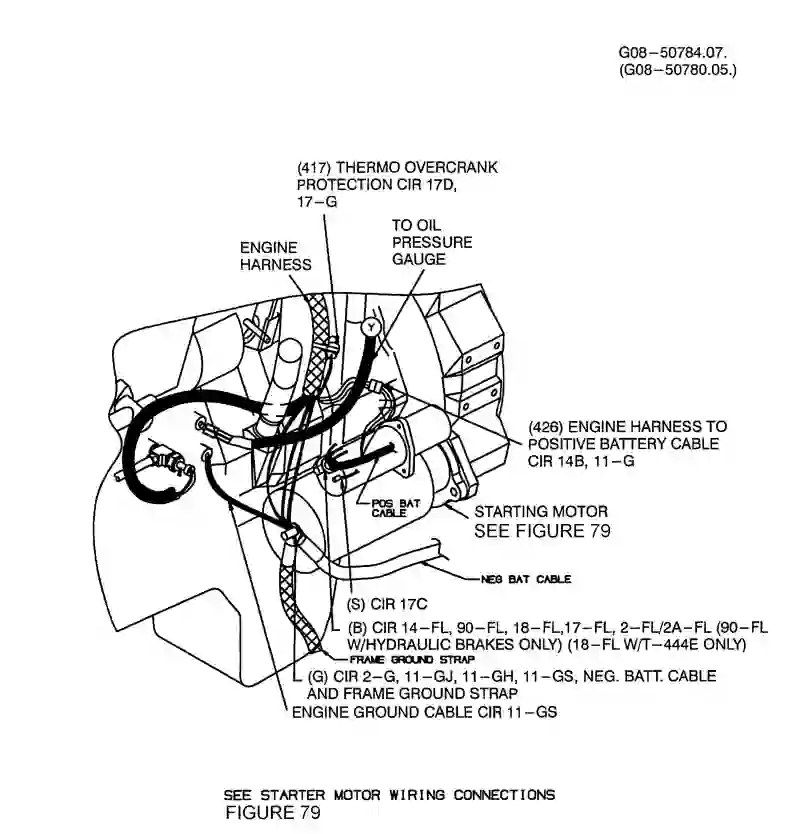 G08-50784.07.
(G08-50780.05.)
(417) THERMO OVERCRANK
PROTECTION CIR 17D,
17-G
TO OIL
PRESSURE
GAUGE
ENGINE
HARNESS
Y
(426) ENGINE HARNESS TO
POSITIVE BATTERY CABLE
CIR 14B, 11-G
POS BAT
CABLE
STARTING MOTOR
SEE FIGURE 79
NEG BAT CABLE
(S) CIR 17C
(B) CIR 14-FL, 90-FL, 18-FL,17-FL, 2-FL/2A-FL (90-FL
W/HYDRAULIC BRAKES ONLY) (18-FL W/T-444E ONLY)
FRAME GROUND STRAP
(G) CIR 2-G, 11-GJ, 11-GH, 11-GS, NEG. BATT. CABLE
AND FRAME GROUND STRAP
ENGINE GROUND CABLE CIR 11-GS
SEE STARTER MOTOR WIRING CONNECTIONS
FIGURE 79